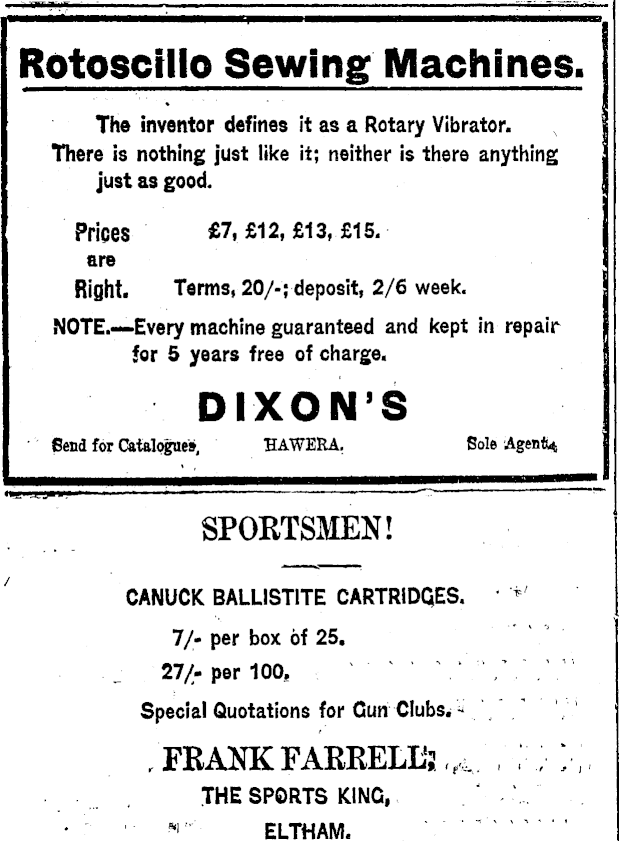 Rotoscillo Sewing Machines.
The inventor defines it as a Rotary Vibrator.
There is nothing just like it; neither is there anything
just as good.
Prices
are
Right.
£7, £12, £13, £15.
Terms, 20/-; deposit, 2/6 week.
NOTE.—Every machine guaranteed and kept in repair
for 5 years free of charge.
DIXON'S
Send for Catalogues, HAWERA. Sole Agents.
SPORTSMEN!
CANUCK BALLISTITE CARTRIDGES.
7/- per box of 25.
27/- per 100.
Special Quotations for Gun Clubs.
FRANK FARRELL,
THE SPORTS KING,
ELTHAM.